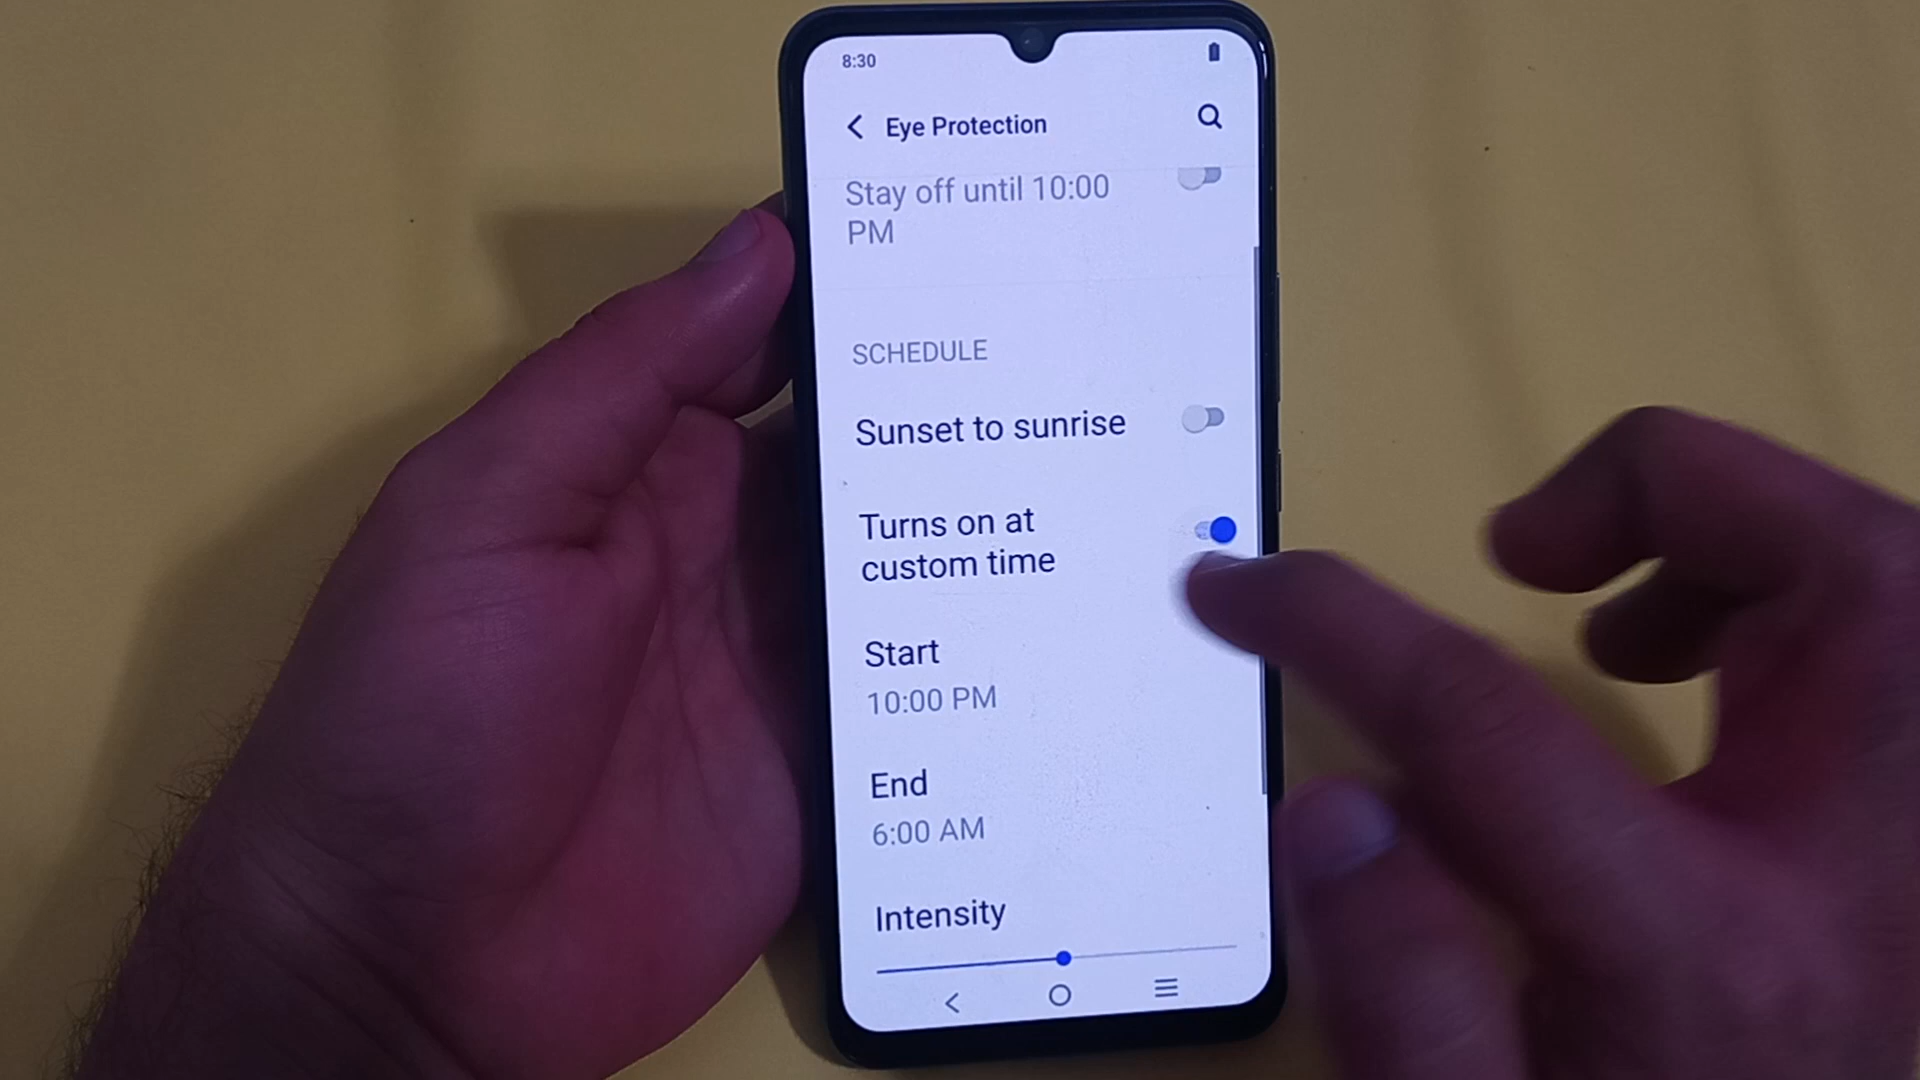 8:30
Eye Protection
Stay off until 10:00
PM
SCHEDULE
Sunset to sunrise
Turns on at
custom time
Start
10:00 PM
End
6:00 AM
Intensity